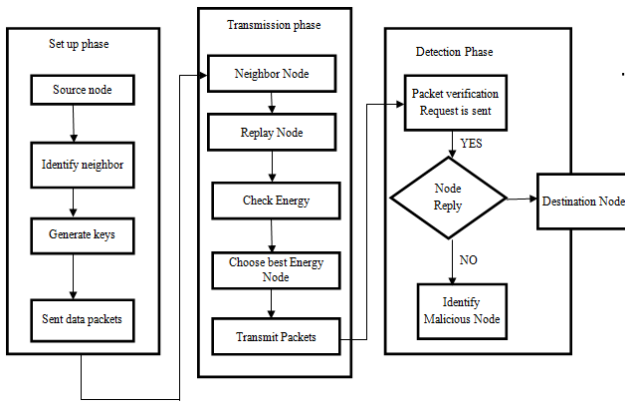 Set up phase
Source node
Identify neighbor
Generate keys
Sent data packets
Transmission phase
Neighbor Node
Replay Node
Check Energy
Choose best Energy
Node
Transmit Packets
Detection Phase
Packet verification
Request is sent
YES
Node
Reply
Destination Node
NO
Identify
Malicious Node